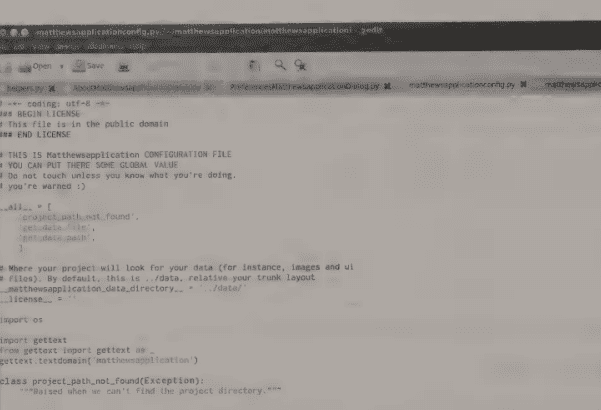 matthewsapplicationconfig.py - gedit
Open Save
helpers.py PreferencesMatthewsapplicationDialog.py matthewsapplicationconfig.py
# -*- coding: utf-8 -*-
### BEGIN LICENSE
# This file is in the public domain
### END LICENSE
# THIS IS Matthewsapplication CONFIGURATION FILE
# YOU CAN PUT THERE SOME GLOBAL VALUE
# Do not touch unless you know what you're doing.
# you're warned :)
__all__ = [
'project_path_not_found',
'get_data_file',
'get_data_path',
]
# Where your project will look for your data (for instance, images and ui
# files). By default, this is ../data, relative your trunk layout
__matthewsapplication_data_directory__ = '../data/'
__license__ = ''
import os
import gettext
from gettext import gettext as _
gettext.textdomain('matthewsapplication')
class project_path_not_found(Exception):
"""Raised when we can't find the project directory."""